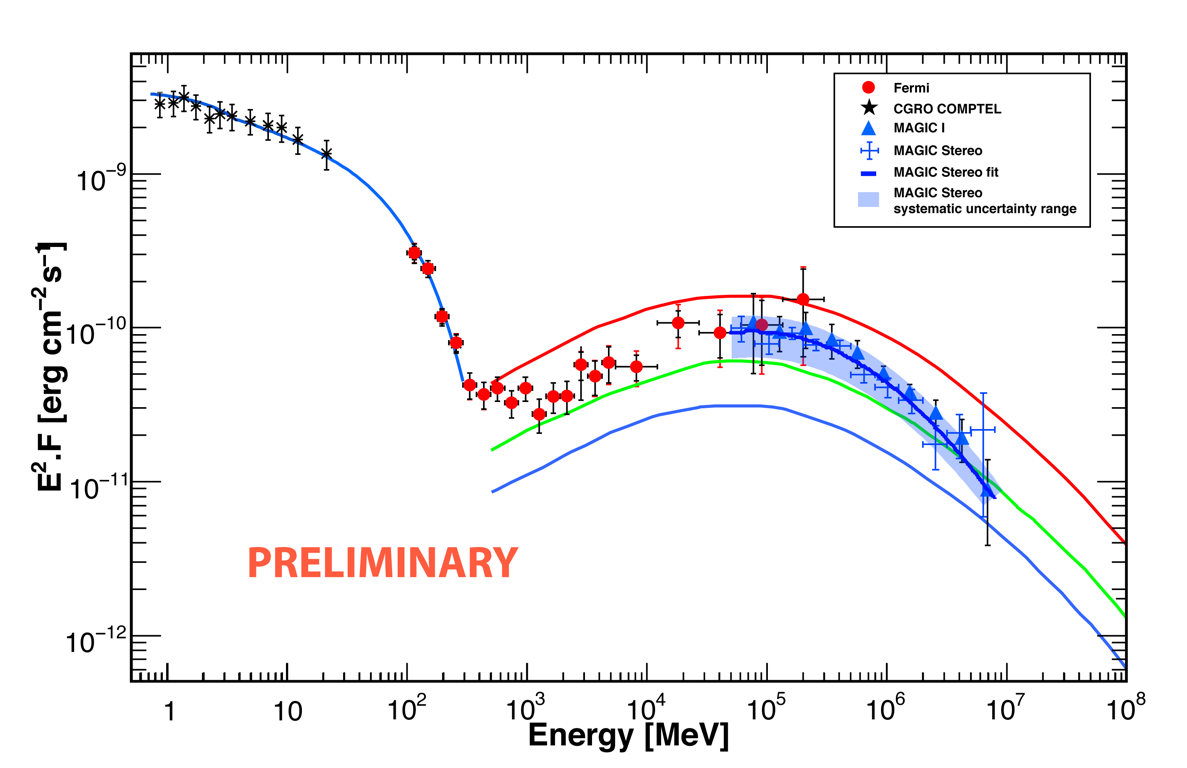 Fermi
CGRO COMPTEL
MAGIC I
MAGIC Stereo
MAGIC Stereo fit
MAGIC Stereo
systematic uncertainty range
10⁻⁹
10⁻¹⁰
10⁻¹¹
10⁻¹²
E².F [erg cm⁻² s⁻¹]
PRELIMINARY
1 10 10² 10³ 10⁴ 10⁵ 10⁶ 10⁷ 10⁸
Energy [MeV]